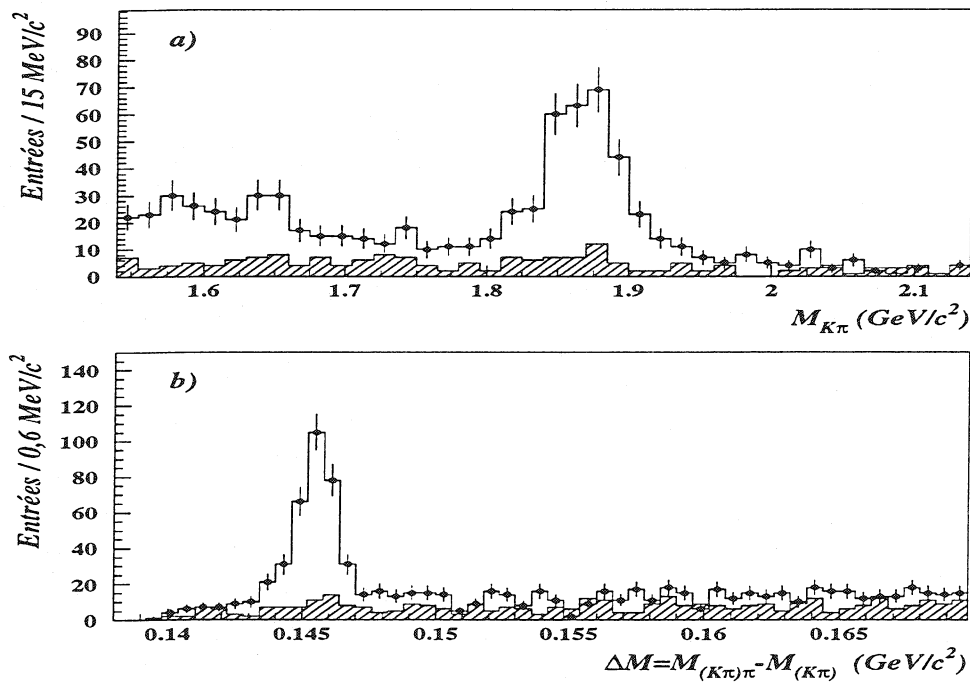 Entrées / 15 MeV/c²
a)
90
80
70
60
50
40
30
20
10
0
1.6 1.7 1.8 1.9 2 2.1
M_{Kπ} (GeV/c²)
Entrées / 0,6 MeV/c²
b)
140
120
100
80
60
40
20
0
0.14 0.145 0.15 0.155 0.16 0.165
ΔM=M_{(Kπ)π}-M_{(Kπ)} (GeV/c²)